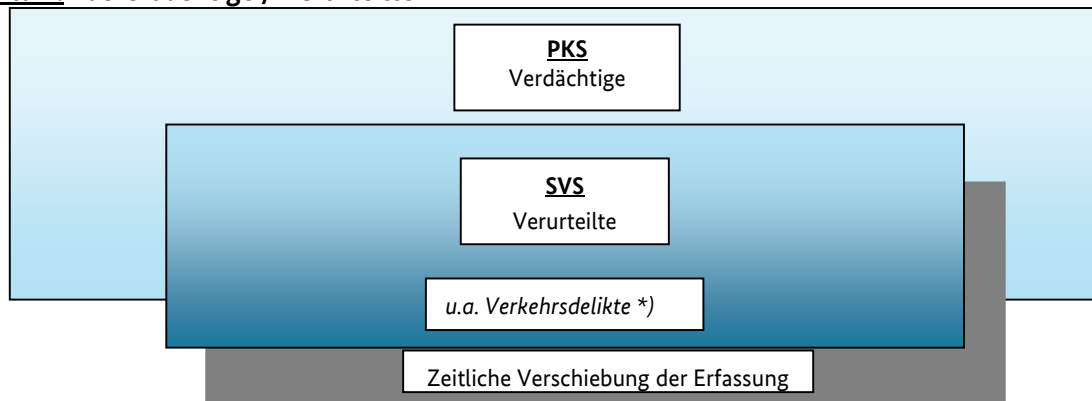 PKS
Verdächtige
SVS
Verurteilte
u.a. Verkehrsdelikte *)
Zeitliche Verschiebung der Erfassung